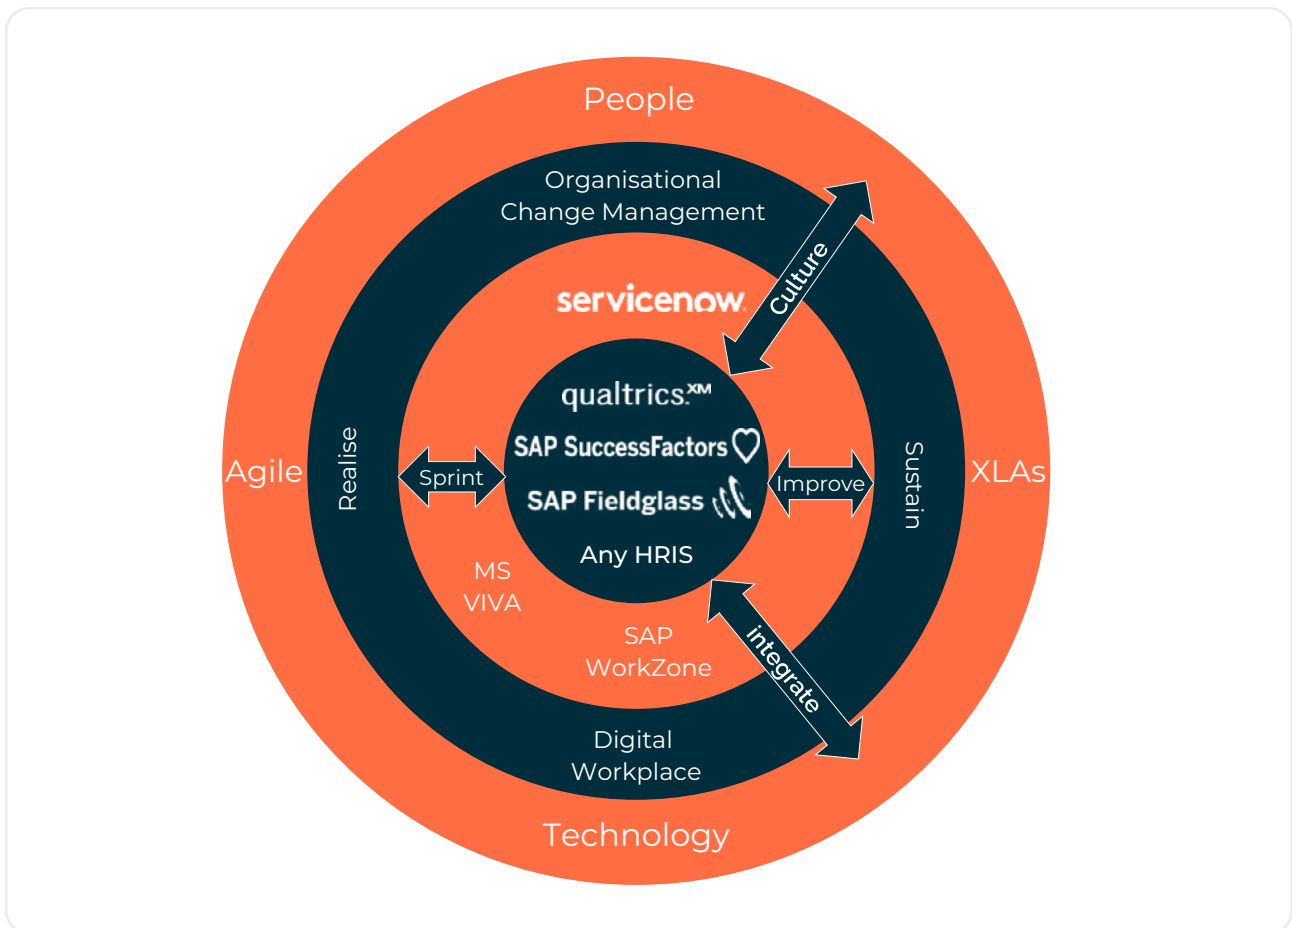 People
Organisational
Change Management
Culture
servicenow
qualtrics.XM
SAP SuccessFactors
SAP Fieldglass
Any HRIS
Agile
Realise
Sprint
Improve
Sustain
XLAs
MS
VIVA
SAP
WorkZone
integrate
Digital
Workplace
Technology